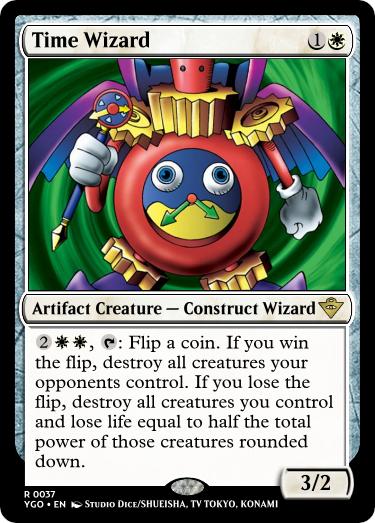 Time Wizard 1
Artifact Creature — Construct Wizard
2, : Flip a coin. If you win
the flip, destroy all creatures your
opponents control. If you lose the
flip, destroy all creatures you control
and lose life equal to half the total
power of those creatures rounded
down.
3/2
R 0037
YGO • EN Studio Dice/SHUEISHA, TV TOKYO, KONAMI